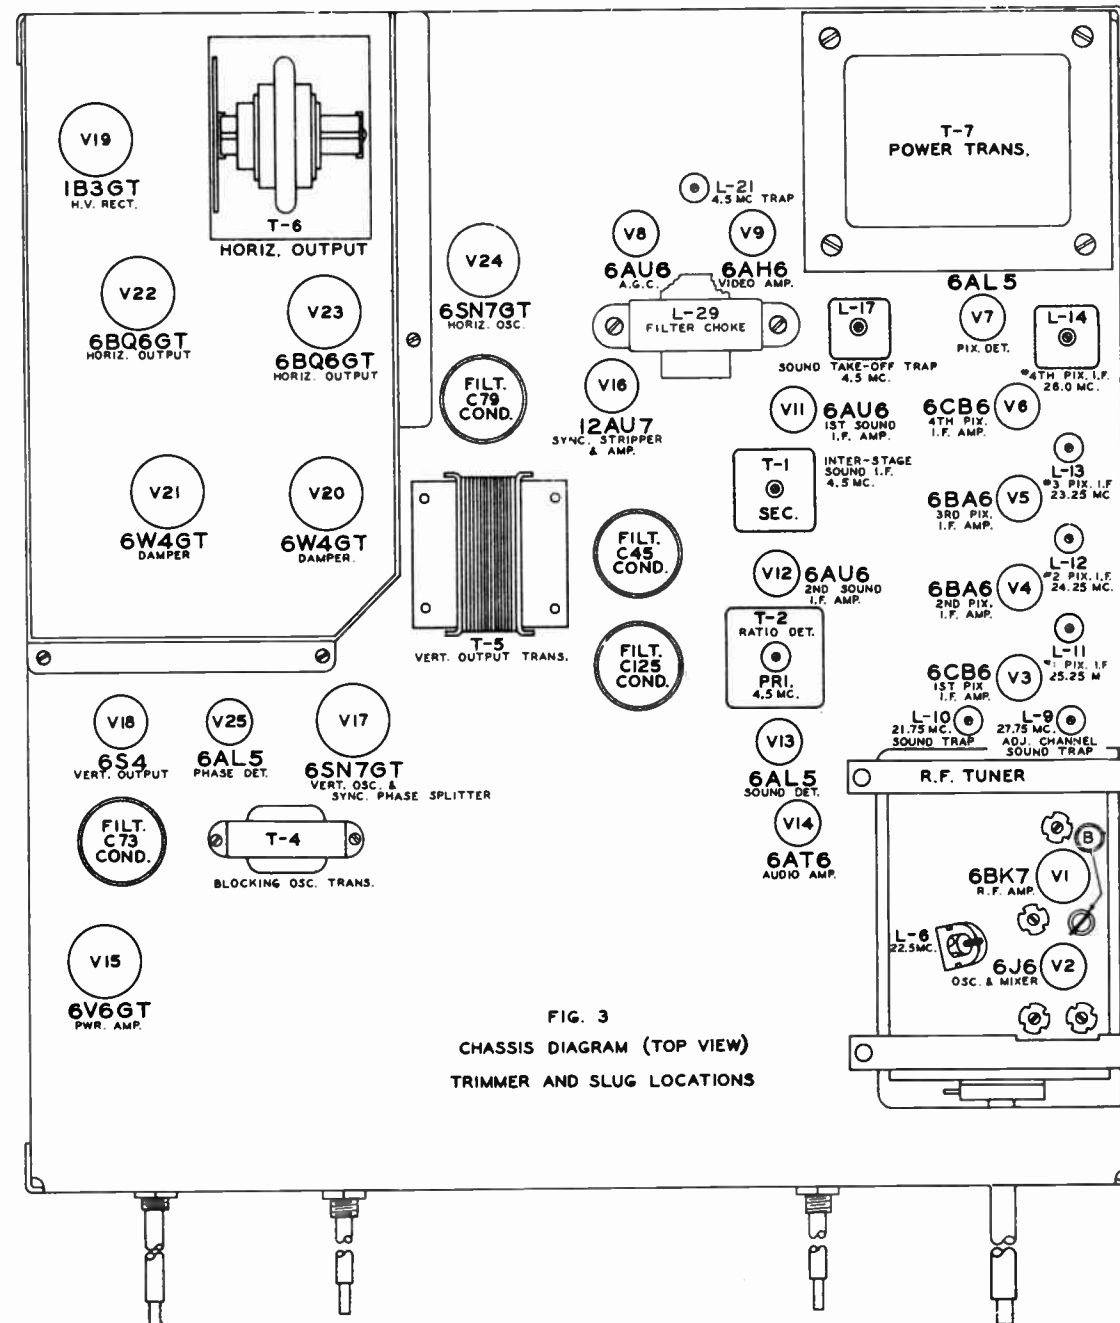 V19
1B3GT
H.V. RECT.
T-6
HORIZ. OUTPUT
V22
6BQ6GT
HORIZ. OUTPUT
V23
6BQ6GT
HORIZ. OUTPUT
V21
6W4GT
DAMPER
V20
6W4GT
DAMPER.
V24
6SN7GT
HORIZ. OSC.
FILT.
C79
COND.
T-5
VERT. OUTPUT TRANS.
L-21
4.5 MC TRAP
V8
6AU6
A.G.C.
V9
6AH6
VIDEO AMP.
L-29
FILTER CHOKE
V16
12AU7
SYNC. STRIPPER
& AMP.
FILT.
C45
COND.
FILT.
C125
COND.
T-7
POWER TRANS.
L-17
SOUND TAKE-OFF TRAP
4.5 MC.
6AL5
V7
PIX. DET.
L-14
#4TH PIX. I.F.
26.0 MC.
V11
6AU6
1ST SOUND
I.F. AMP.
6CB6
4TH PIX.
I.F. AMP.
V6
T-1
SEC.
INTER-STAGE
SOUND I.F.
4.5 MC.
L-13
#3 PIX. I.F
23.25 MC
6BA6
3RD PIX.
I.F. AMP.
V5
V12
6AU6
2ND SOUND
I.F. AMP.
L-12
#2 PIX. I.F.
24.25 MC.
6BA6
2ND PIX.
I.F. AMP.
V4
T-2
RATIO DET.
PRI.
4.5 MC.
L-11
#1 PIX. I.F
25.25 M
6CB6
1ST PIX
I.F. AMP.
V3
L-10
21.75 MC.
SOUND TRAP
L-9
27.75 MC.
ADJ. CHANNEL
SOUND TRAP
V18
6S4
VERT. OUTPUT
V25
6AL5
PHASE DET.
V17
6SN7GT
VERT. OSC. &
SYNC. PHASE SPLITTER
V13
6AL5
SOUND DET.
V14
6AT6
AUDIO AMP.
FILT.
C73
COND.
T-4
BLOCKING OSC. TRANS.
V15
6V6GT
PWR. AMP.
R.F. TUNER
B
6BK7
R.F. AMP.
V1
L-6
22.5MC.
6J6
OSC. & MIXER
V2
FIG. 3
CHASSIS DIAGRAM (TOP VIEW)
TRIMMER AND SLUG LOCATIONS